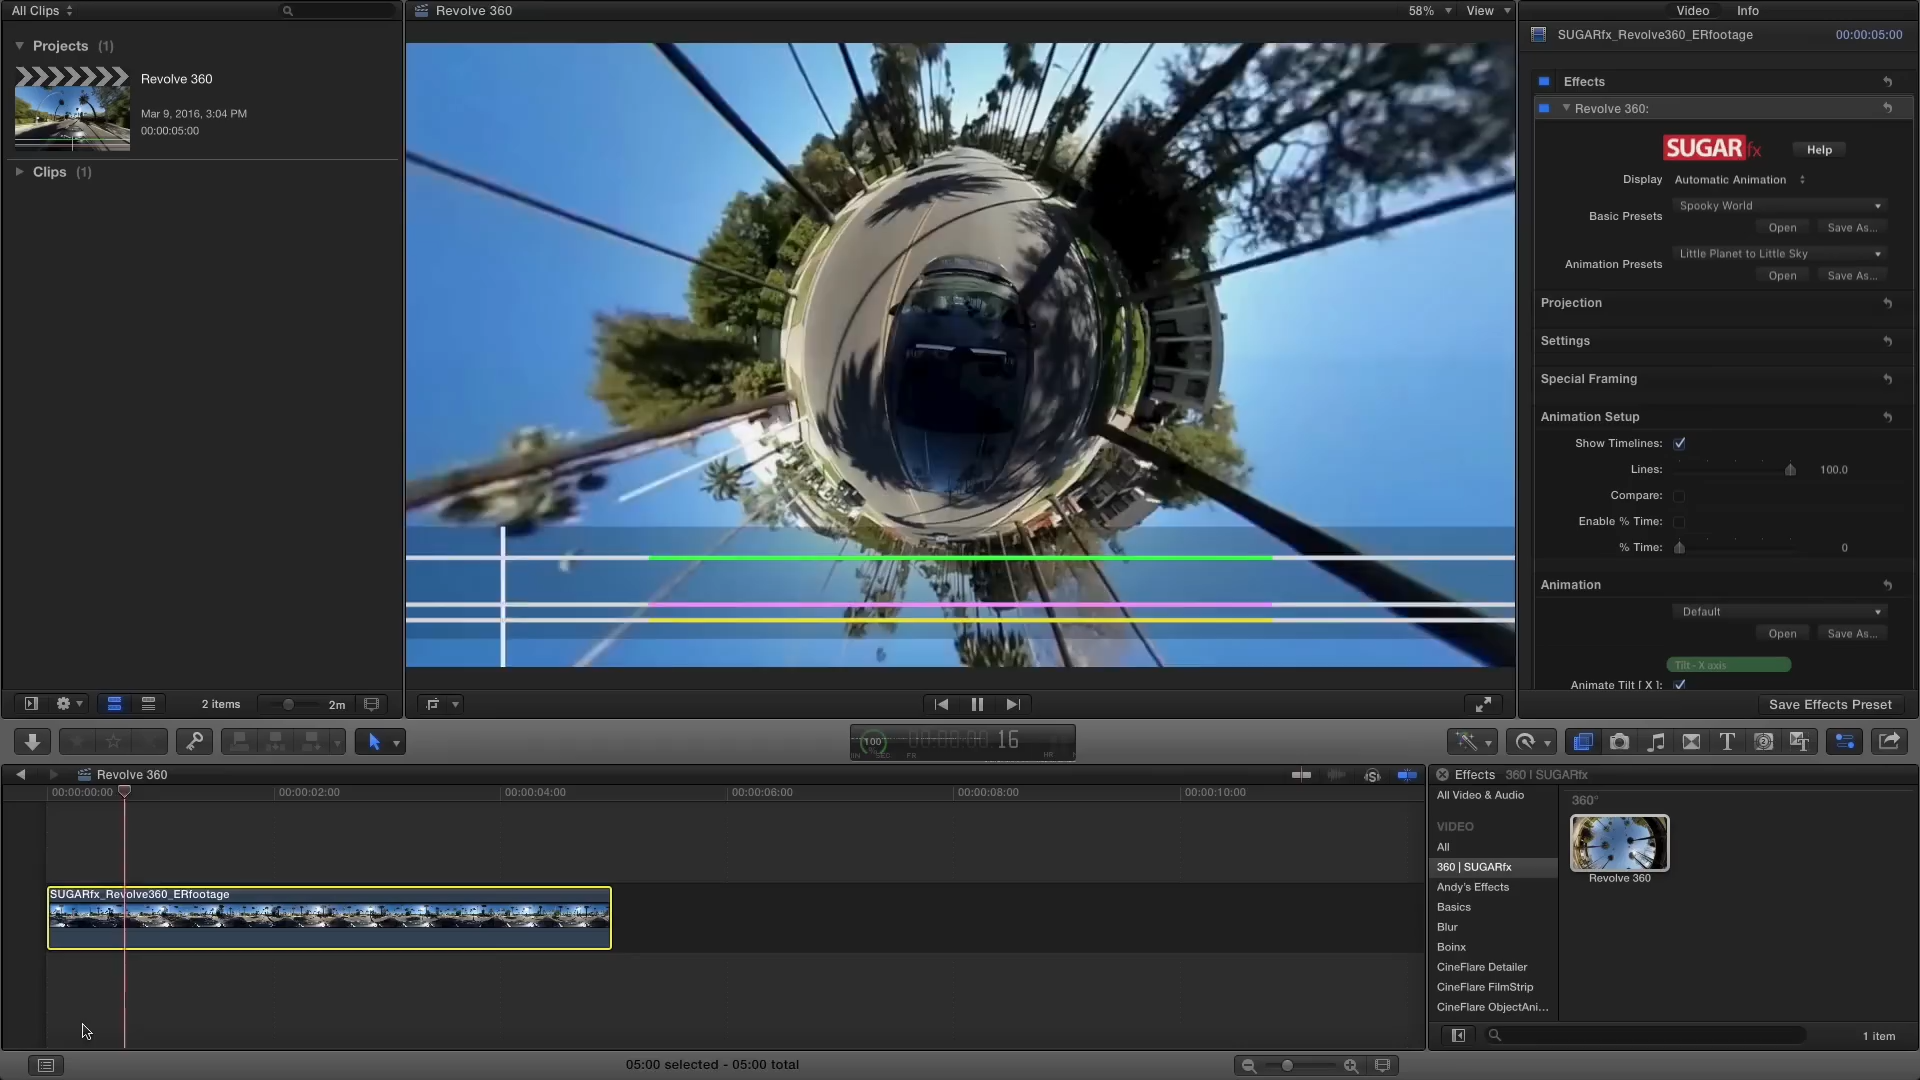 All Clips
Projects (1)
Revolve 360
Mar 9, 2016, 3:04 PM
00:00:05:00
Clips (1)
2 items
2m
Revolve 360
58%
View
Video
Info
SUGARfx_Revolve360_ERfootage
00:00:05:00
Effects
Revolve 360:
SUGARfx
Help
Display
Automatic Animation
Basic Presets
Spooky World
Open
Save As...
Animation Presets
Little Planet to Little Sky
Open
Save As...
Projection
Settings
Special Framing
Animation Setup
Show Timelines:
Lines:
100.0
Compare:
Enable % Time:
% Time:
0
Animation
Default
Open
Save As...
Tilt - X axis
Animate Tilt [ X ]:
Save Effects Preset
100
00:00:00 16
Revolve 360
00:00:00:00
00:00:02:00
00:00:04:00
00:00:06:00
00:00:08:00
00:00:10:00
SUGARfx_Revolve360_ERfootage
05:00 selected - 05:00 total
Effects
360 | SUGARfx
All Video & Audio
VIDEO
All
360 | SUGARfx
Andy's Effects
Basics
Blur
Boinx
CineFlare Detailer
CineFlare FilmStrip
CineFlare ObjectAni...
360°
Revolve 360
1 item